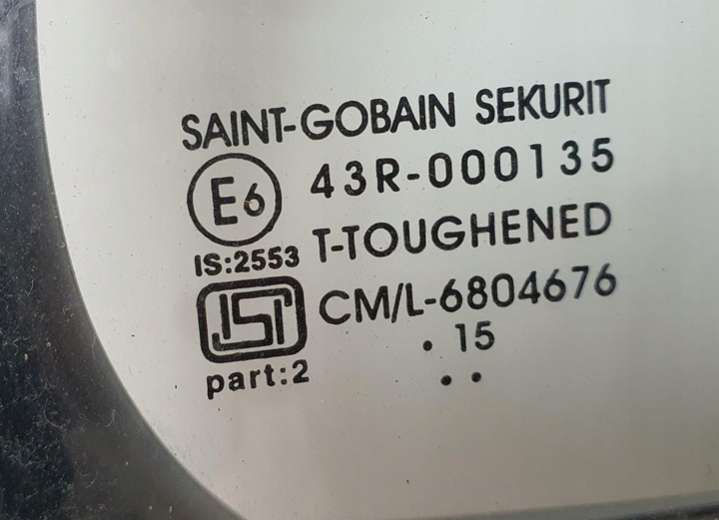 SAINT-GOBAIN SEKURIT
E6 43R-000135
IS:2553 T-TOUGHENED
ISI CM/L-6804676
part:2 . 15
. .